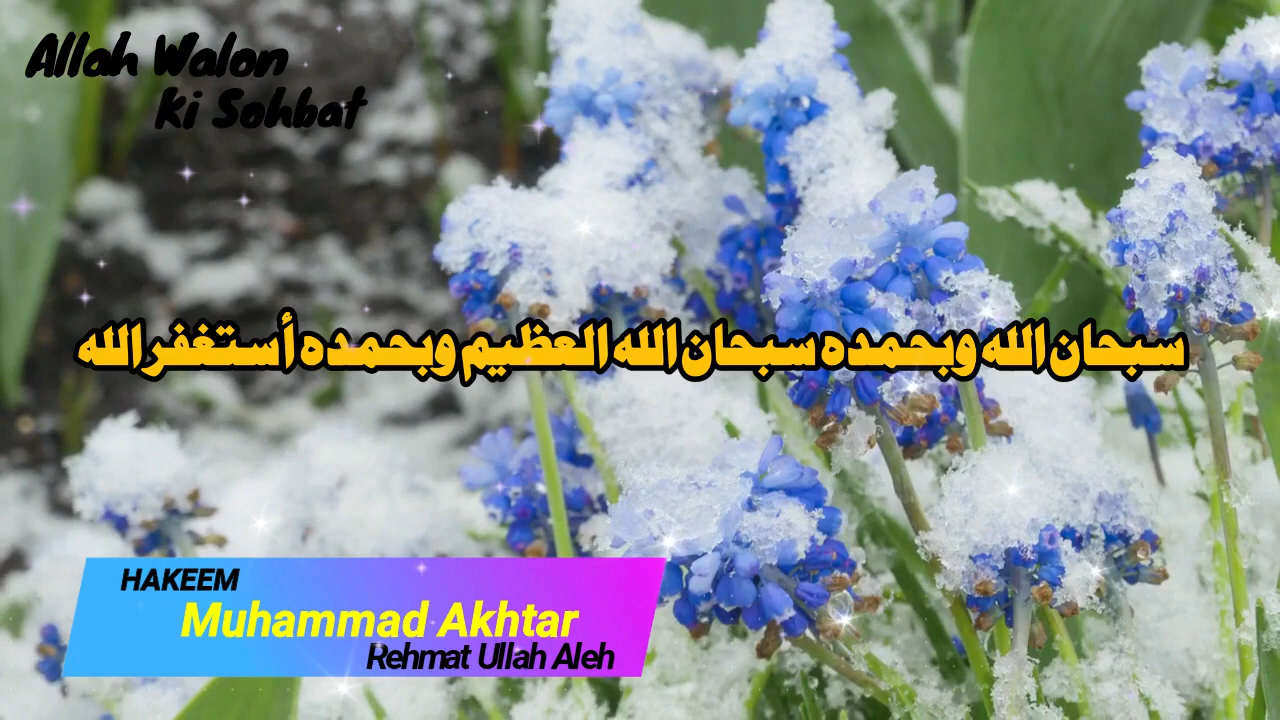 Allah Walon
ki Sohbat
سبحان الله وبحمده سبحان الله العظيم وبحمده أستغفر الله
HAKEEM
Muhammad Akhtar
Rehmat Ullah Aleh